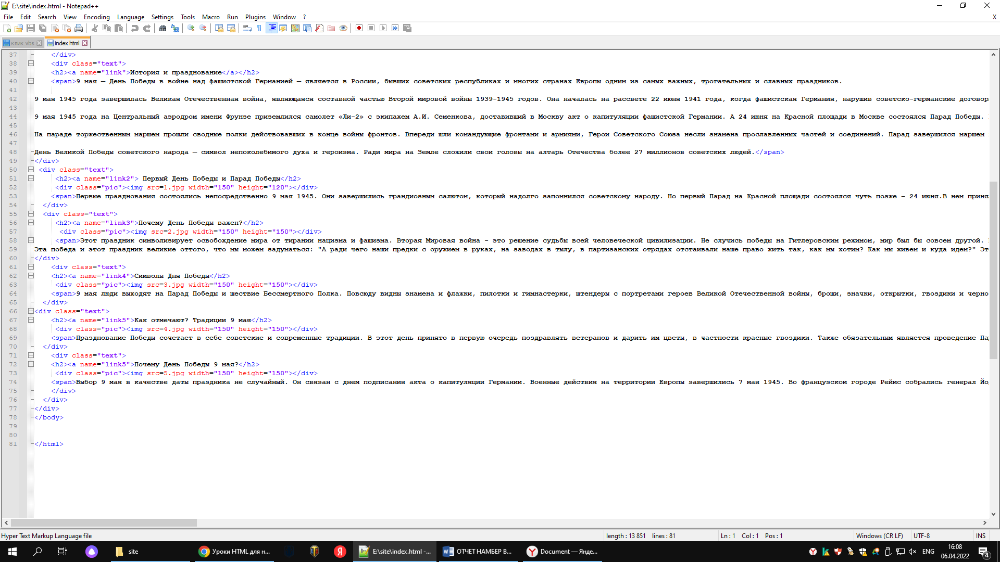 E:\site\index.html - Notepad++
File Edit Search View Encoding Language Settings Tools Macro Run Plugins Window ? X
клик.vbs index.html
37 </div>
38 <div class="text">
39 <h2><a name="link">История и празднование</a></h2>
40 <span>9 мая — День Победы в войне над фашистской Германией — является в России, бывших советских республиках и многих странах Европы одним из самых важных, трогательных и славных праздников.
41
42 9 мая 1945 года завершилась Великая Отечественная война, являющаяся составной частью Второй мировой войны 1939-1945 годов. Она началась на рассвете 22 июня 1941 года, когда фашистская Германия, нарушив советско-германские
43
44 9 мая 1945 года на Центральный аэродром имени Фрунзе приземлился самолет «Ли-2» с экипажем А.И. Семенкова, доставивший в Москву акт о капитуляции фашистской Германии. А 24 июня на Красной площади в Москве состоялся Парад Победы.
45
46 На параде торжественным маршем прошли сводные полки действовавших в конце войны фронтов. Впереди шли командующие фронтами и армиями, Герои Советского Союза несли знамена прославленных частей и соединений. Парад завершился маршем
47
48 День Великой Победы советского народа — символ непоколебимого духа и героизма. Ради мира на Земле сложили свои головы на алтарь Отечества более 27 миллионов советских людей.</span>
49 </div>
50 <div class="text">
51 <h2><a name="link2"> Первый День Победы и Парад Победы</h2>
52 <div class="pic"><img src=1.jpg width="150" height="120"></div>
53 <span>Первые празднования состоялись непосредственно 9 мая 1945. Они завершились грандиозным салютом, который надолго запомнился советскому народу. Но первый Парад на Красной площади состоялся чуть позже - 24 июня.В нем
54 </div>
55 <div class="text">
56 <h2><a name="link3">Почему День Победы важен?</h2>
57 <div class="pic"><img src=2.jpg width="150" height="150"></div>
58 <span>Этот праздник символизирует освобождение мира от тирании нацизма и фашизма. Вторая Мировая война - это решение судьбы всей человеческой цивилизации. Не случись победы на Гитлеровским режимом, мир был бы совсем другой.
59 Эта победа и этот праздник великие оттого, что мы можем задуматься: "А ради чего наши предки с оружием в руках, на заводах в тылу, в партизанских отрядах отстаивали наше право жить так, как мы хотим? Как мы живем и куда идем?"
60 </div>
61 <div class="text">
62 <h2><a name="link4">Символы Дня Победы</h2>
63 <div class="pic"><img src=3.jpg width="150" height="150"></div>
64 <span>9 мая люди выходят на Парад Победы и шествие Бессмертного Полка. Повсюду видны знамена и флажки, пилотки и гимнастерки, штендеры с портретами героев Великой Отечественной войны, броши, значки, открытки, гвоздики и черно
65 </div>
66 <div class="text">
67 <h2><a name="link5">Как отмечают? Традиции 9 мая</h2>
68 <div class="pic"><img src=4.jpg width="150" height="150"></div>
69 <span>Празднование Победы сочетает в себе советские и современные традиции. В этот день принято в первую очередь поздравлять ветеранов и дарить им цветы, в частности красные гвоздики. Также обязательным является проведение
70 </div>
71 <div class="text">
72 <h2><a name="link5">Почему День Победы 9 мая?</h2>
73 <div class="pic"><img src=5.jpg width="150" height="150"></div>
74 <span>Выбор 9 мая в качестве даты праздника не случайный. Он связан с днем подписания акта о капитуляции Германии. Военные действия на территории Европы завершились 7 мая 1945. Во французском городе Реймс собрались генерал
75 </div>
76 </div>
77 </div>
78 </body>
79
80
81 </html>
Hyper Text Markup Language file length : 13 851 lines : 81 Ln : 1 Col : 1 Pos : 1 Windows (CR LF) UTF-8 INS
site Уроки HTML для н... E:\site\index.html -... ОТЧЕТ НАМБЕР В... Document — Янде... ENG 16:08
06.04.2022 4